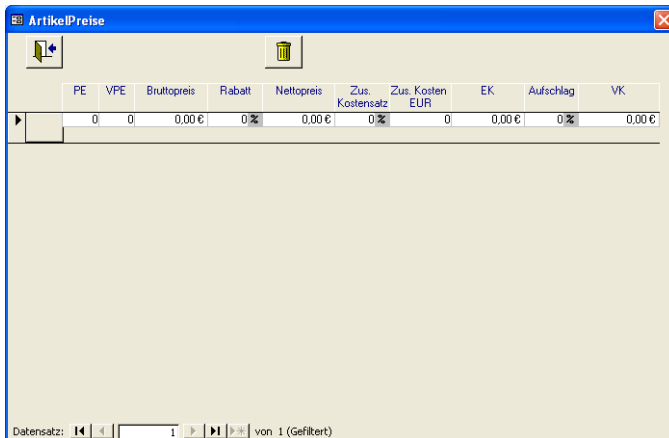 ArtikelPreise
PE VPE Bruttopreis Rabatt Nettopreis Zus. Kostensatz Zus. Kosten EUR EK Aufschlag VK
0 0 0,00 € 0 % 0,00 € 0 % 0 0,00 € 0 % 0,00 €
Datensatz: 1 von 1 (Gefiltert)